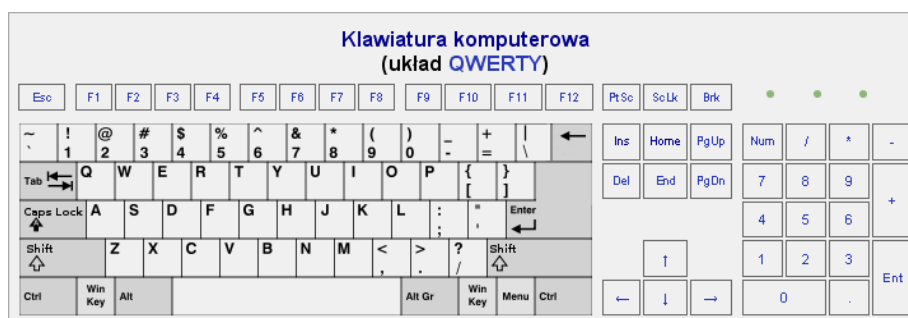 Klawiatura komputerowa
(układ QWERTY)
Esc F1 F2 F3 F4 F5 F6 F7 F8 F9 F10 F11 F12 PtSc ScLk Brk
~ ! @ # $ % ^ & * ( ) _ + |
` 1 2 3 4 5 6 7 8 9 0 - = \
Ins Home PgUp Num / * -
Tab Q W E R T Y U I O P { }
[ ]
Del End PgDn 7 8 9 +
Caps Lock A S D F G H J K L : " Enter
; '
4 5 6
Shift Z X C V B N M < > ? Shift
, . /
↑ 1 2 3 Ent
Ctrl Win Key Alt Alt Gr Win Key Menu Ctrl
← ↓ → 0 .